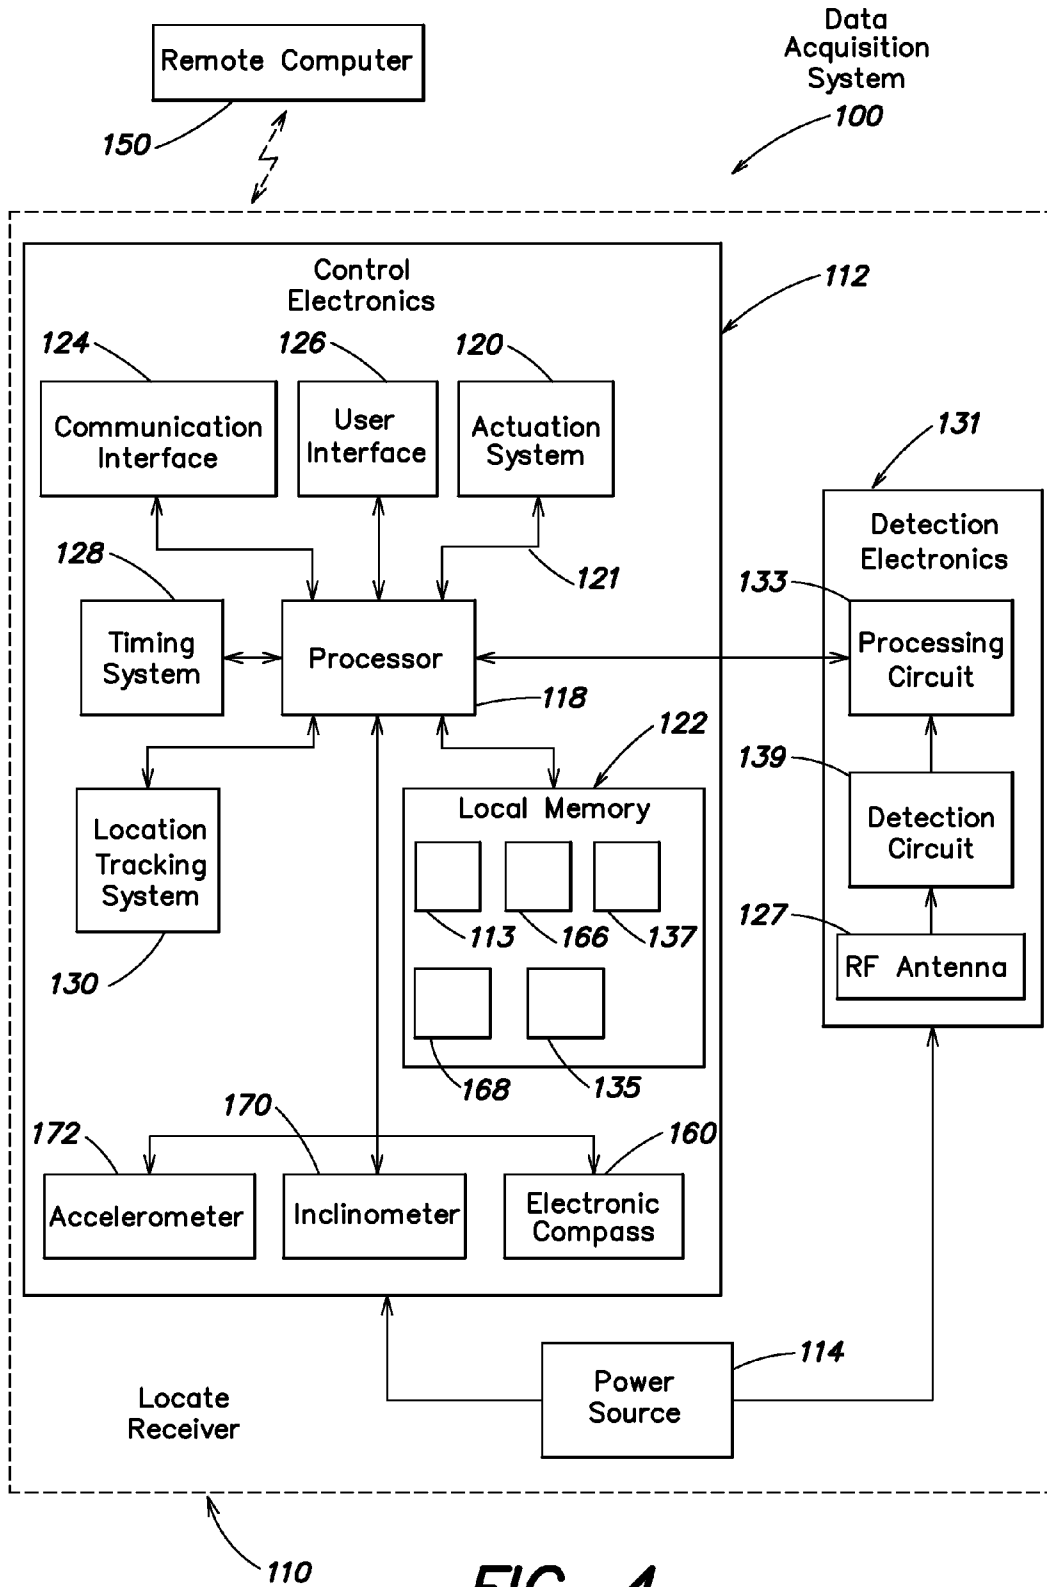 Data
Acquisition
System
100
Remote Computer
150
Control
Electronics
112
124
126
120
Communication
Interface
User
Interface
Actuation
System
131
Detection
Electronics
128
121
133
Timing
System
Processor
Processing
Circuit
118
122
139
Location
Tracking
System
Local Memory
Detection
Circuit
113
166
137
127
RF Antenna
130
168
135
172
170
160
Accelerometer
Inclinometer
Electronic
Compass
114
Power
Source
Locate
Receiver
110
FIG. 4